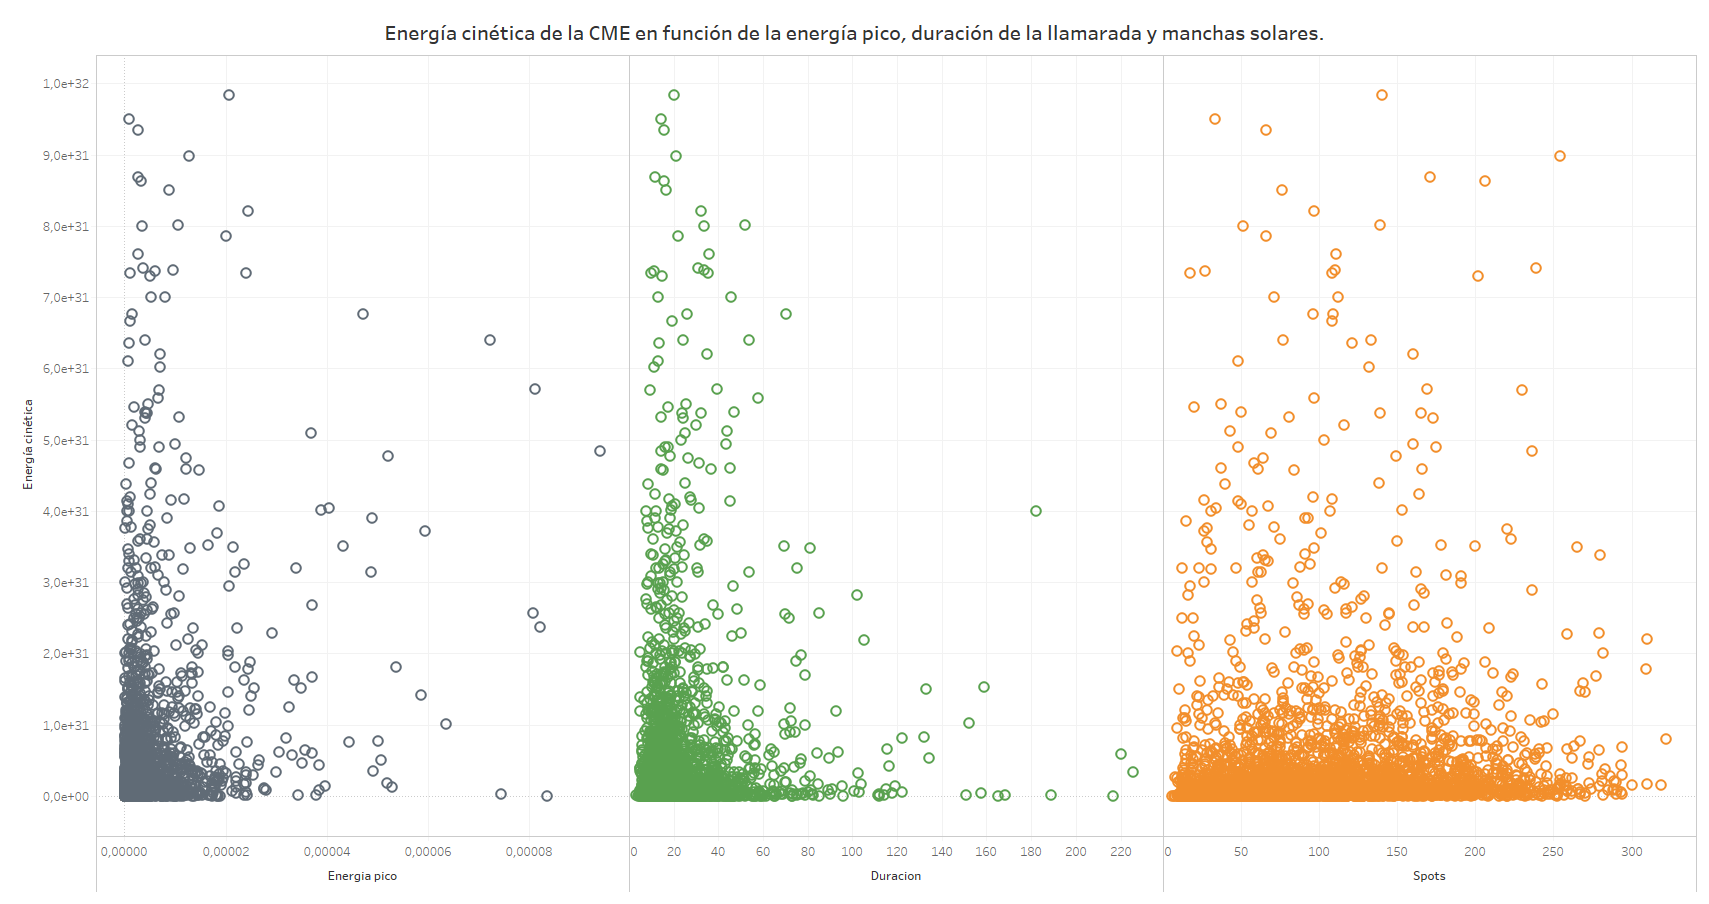 Energía cinética de la CME en función de la energía pico, duración de la llamarada y manchas solares.
Energía cinética
1,0e+32
9,0e+31
8,0e+31
7,0e+31
6,0e+31
5,0e+31
4,0e+31
3,0e+31
2,0e+31
1,0e+31
0,0e+00
0,00000 0,00002 0,00004 0,00006 0,00008
0 20 40 60 80 100 120 140 160 180 200 220
0 50 100 150 200 250 300
Energia pico
Duracion
Spots